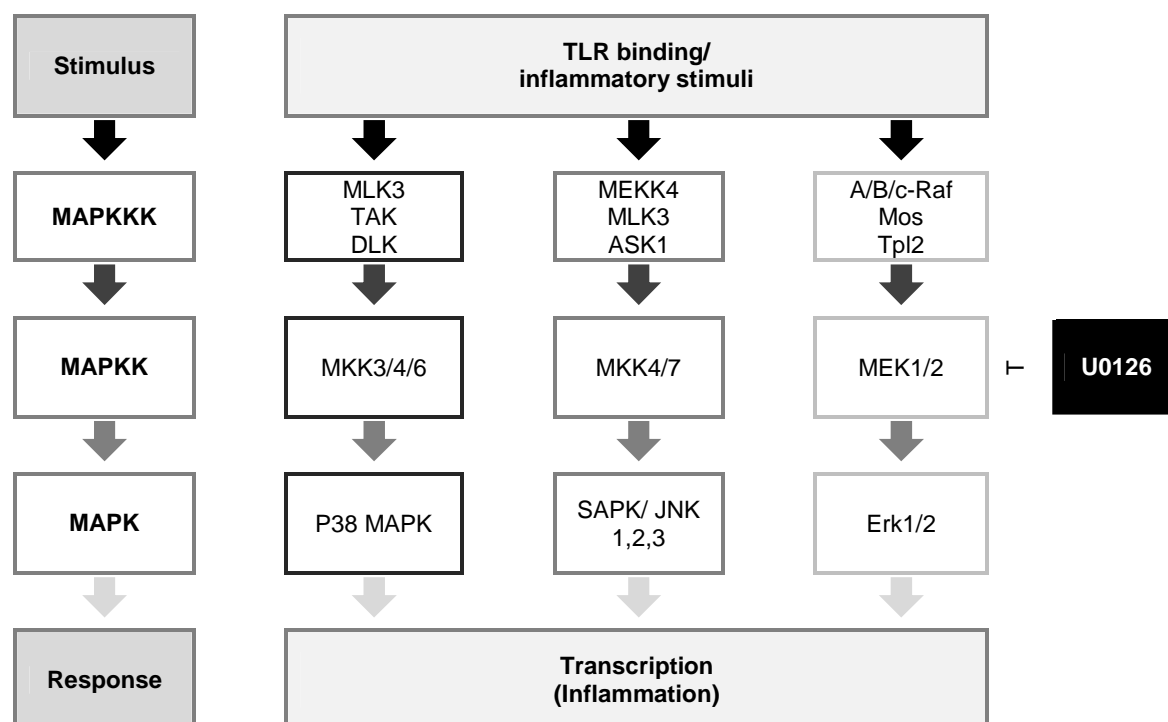 Stimulus
TLR binding/
inflammatory stimuli
MAPKKK
MLK3
TAK
DLK
MEKK4
MLK3
ASK1
A/B/c-Raf
Mos
Tpl2
MAPKK
MKK3/4/6
MKK4/7
MEK1/2
U0126
MAPK
P38 MAPK
SAPK/ JNK
1,2,3
Erk1/2
Response
Transcription
(Inflammation)